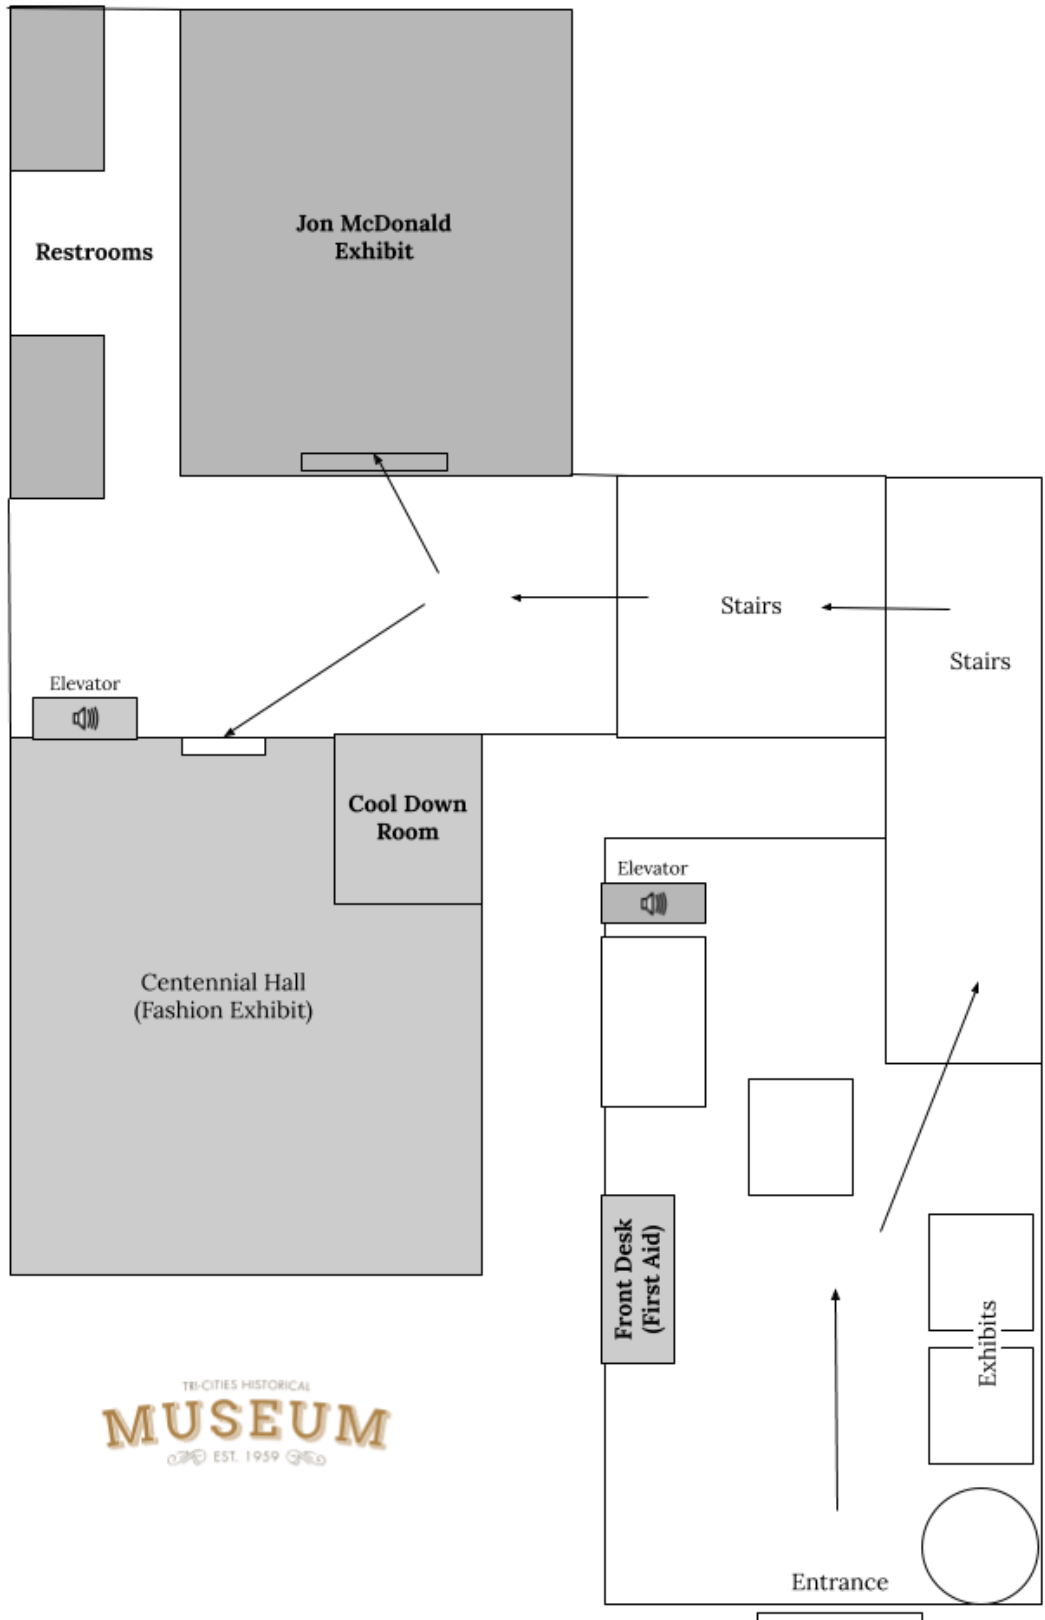 Jon McDonald
Exhibit
Restrooms
Stairs
Stairs
Elevator
Cool Down
Room
Elevator
Centennial Hall
(Fashion Exhibit)
Front Desk
(First Aid)
Exhibits
TRI-CITIES HISTORICAL
MUSEUM
EST. 1959
Entrance